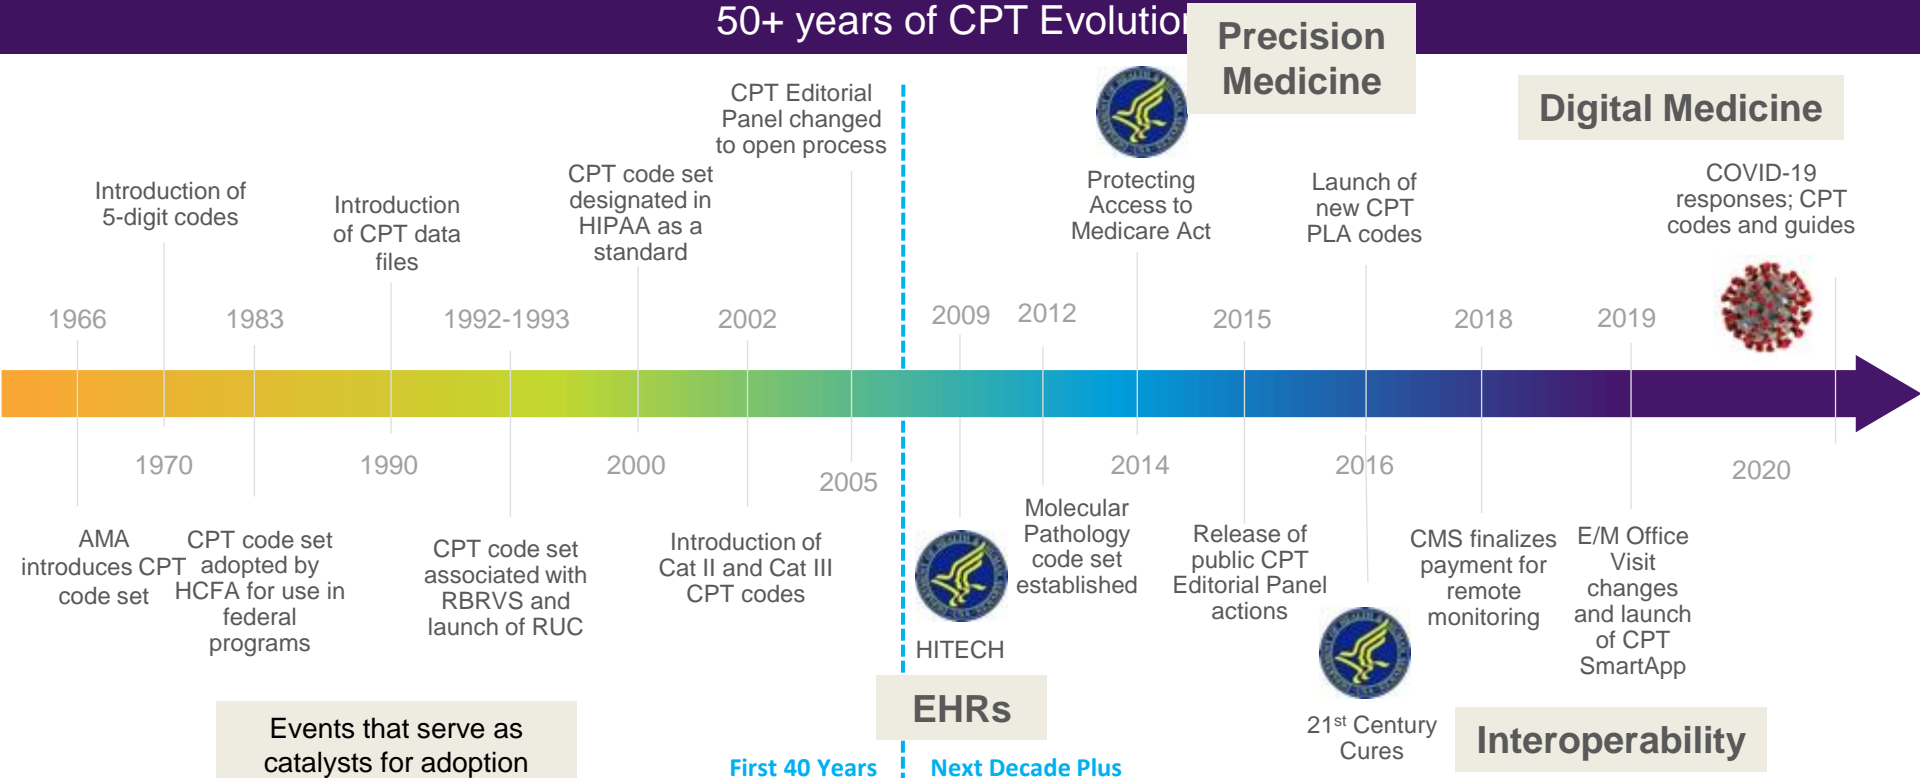 50+ years of CPT Evolutio
Precision
Medicine
Digital Medicine
CPT Editorial
Panel changed
to open process
Introduction of
5-digit codes
Introduction
of CPT data
files
CPT code set
designated in
HIPAA as a
standard
Protecting
Access to
Medicare Act
Launch of
new CPT
PLA codes
COVID-19
responses; CPT
codes and guides
1966
1983
1992-1993
2002
2009
2012
2015
2018
2019
1970
1990
2000
2005
2014
2016
2020
AMA
introduces CPT
code set
CPT code set
adopted by
HCFA for use in
federal
programs
CPT code set
associated with
RBRVS and
launch of RUC
Introduction of
Cat II and Cat III
CPT codes
HITECH
Molecular
Pathology
code set
established
Release of
public CPT
Editorial Panel
actions
21st Century
Cures
CMS finalizes
payment for
remote
monitoring
E/M Office
Visit
changes
and launch
of CPT
SmartApp
EHRs
Interoperability
Events that serve as
catalysts for adoption
First 40 Years
Next Decade Plus